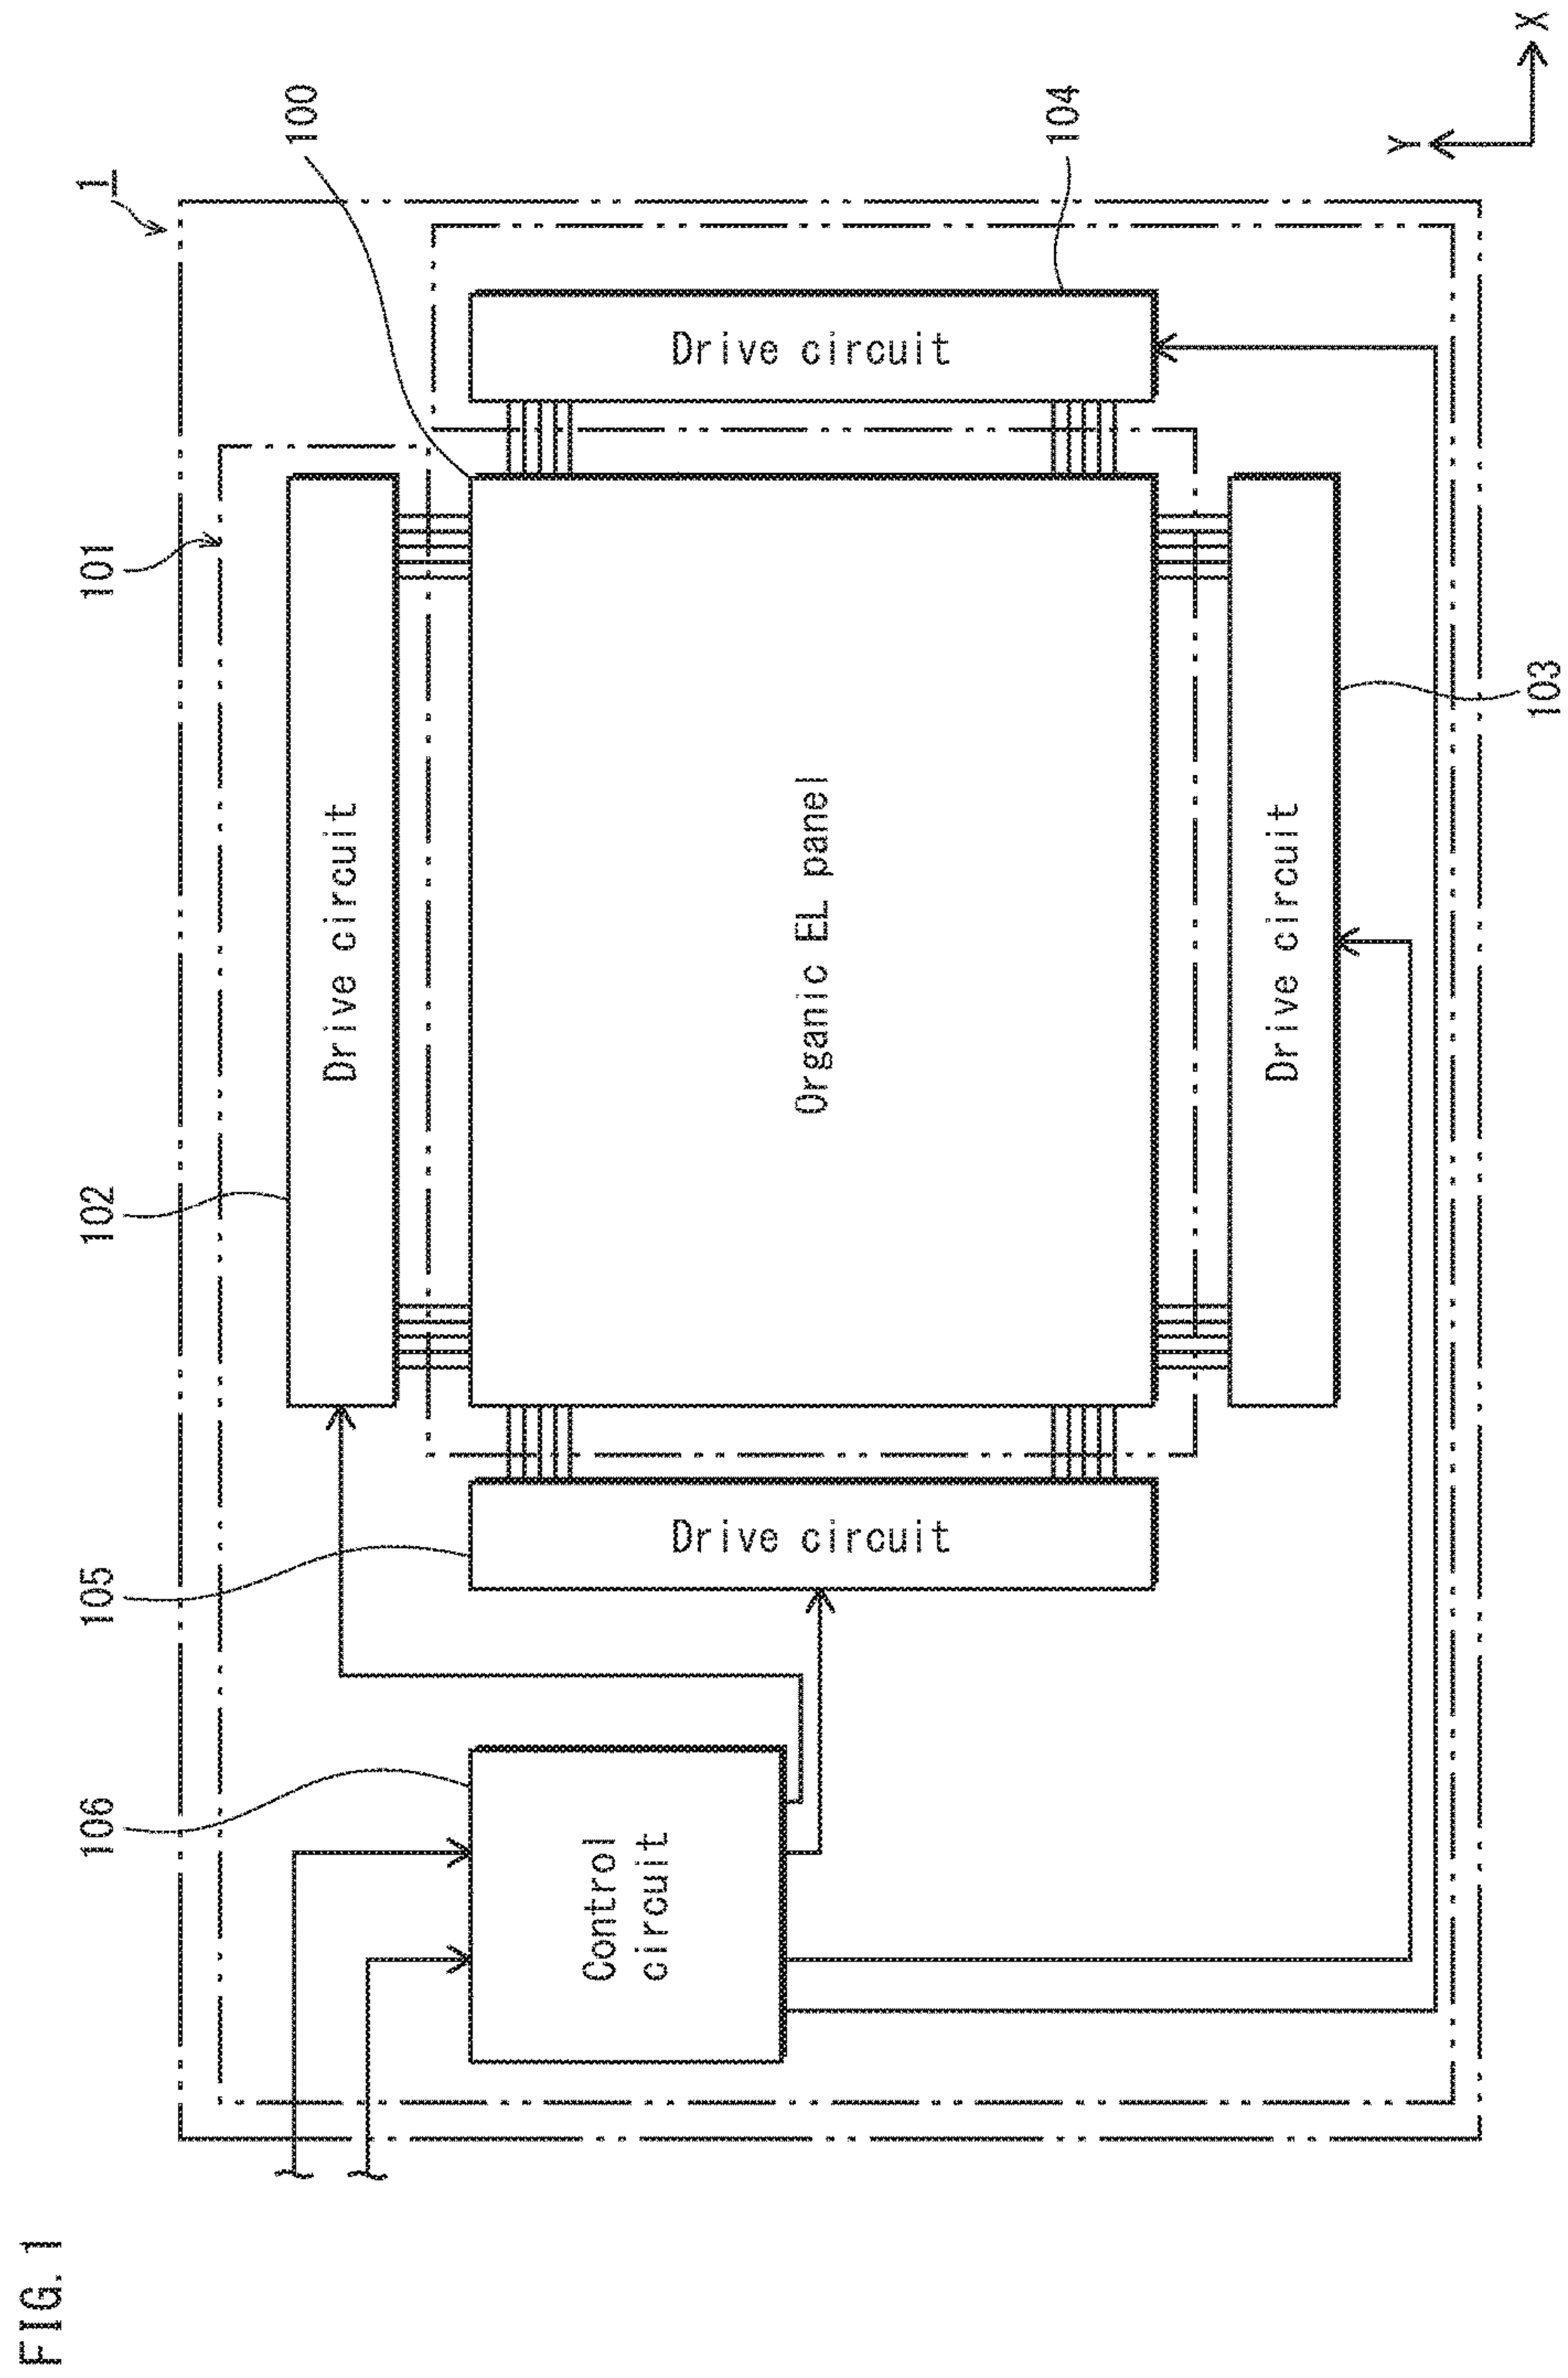 FIG. 1
1
101
100
102
Drive circuit
105
106
Control
circuit
Drive circuit
Organic EL panel
Drive circuit
104
Drive circuit
103
Y
X